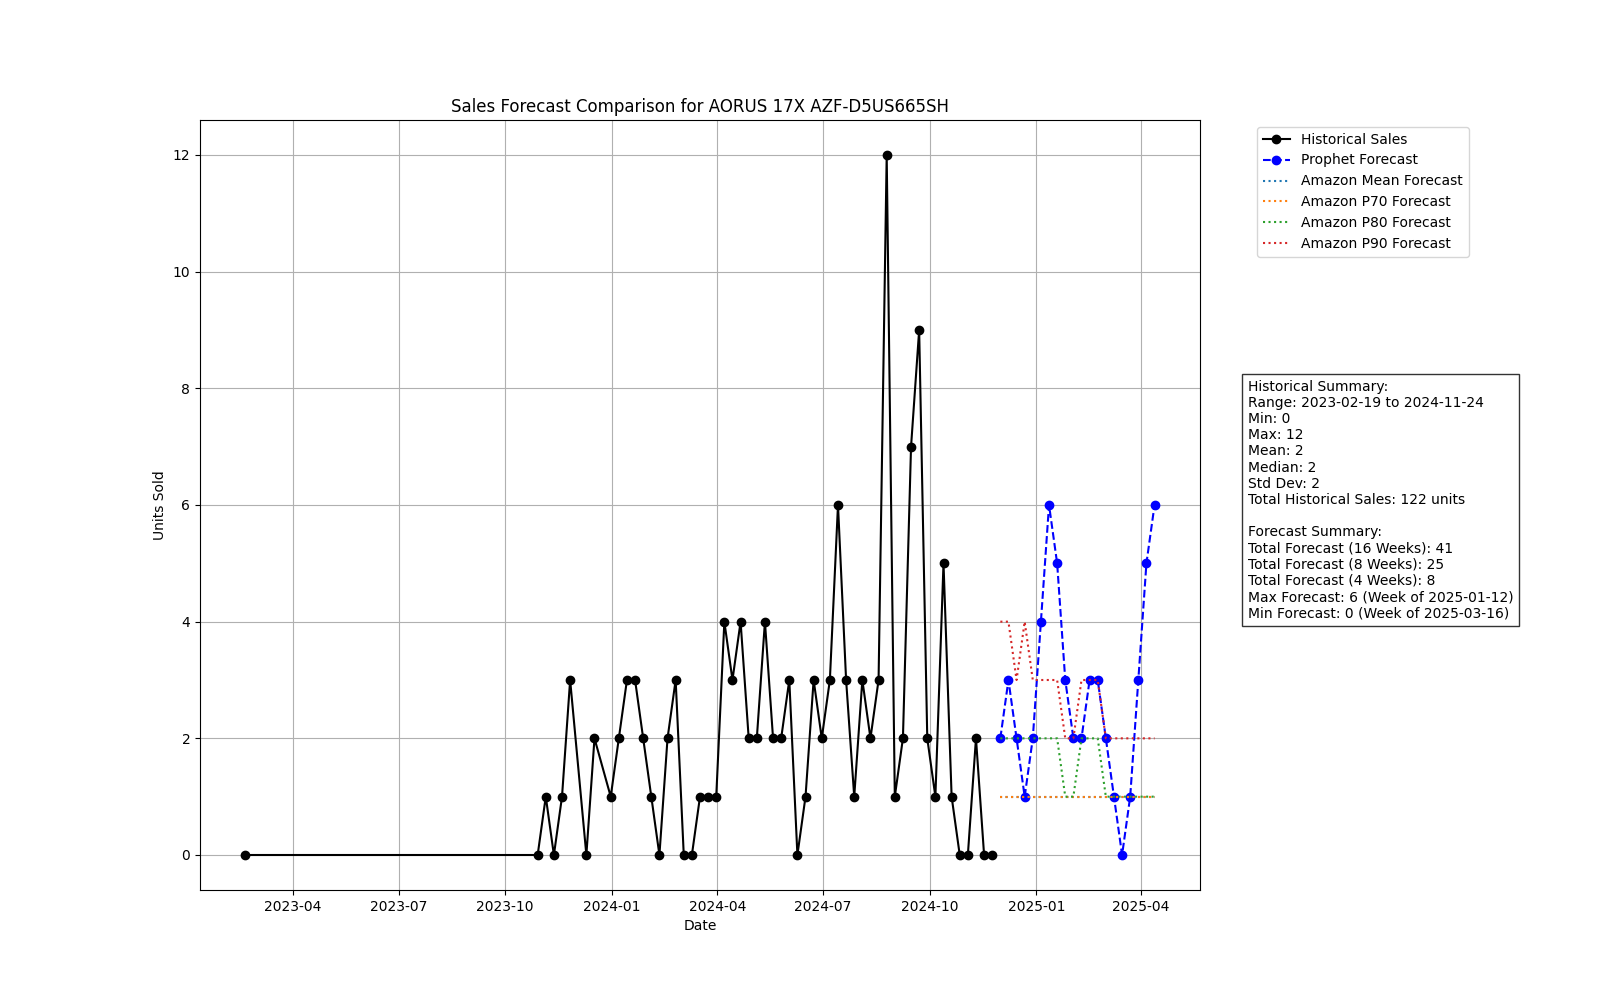 Sales Forecast Comparison for AORUS 17X AZF-D5US665SH
12
10
8
6
4
2
0
Units Sold
2023-04
2023-07
2023-10
2024-01
2024-04
2024-07
2024-10
2025-01
2025-04
Date
Historical Sales
Prophet Forecast
Amazon Mean Forecast
Amazon P70 Forecast
Amazon P80 Forecast
Amazon P90 Forecast
Historical Summary:
Range: 2023-02-19 to 2024-11-24
Min: 0
Max: 12
Mean: 2
Median: 2
Std Dev: 2
Total Historical Sales: 122 units
Forecast Summary:
Total Forecast (16 Weeks): 41
Total Forecast (8 Weeks): 25
Total Forecast (4 Weeks): 8
Max Forecast: 6 (Week of 2025-01-12)
Min Forecast: 0 (Week of 2025-03-16)